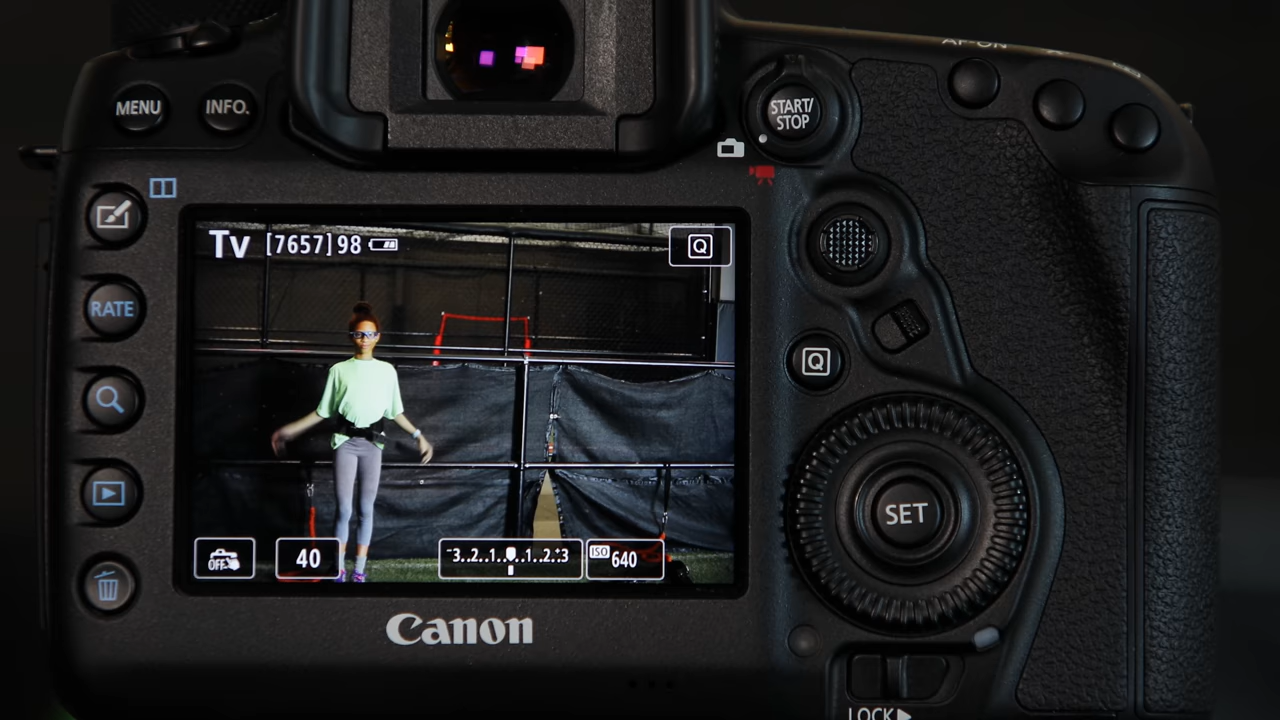 AF-ON
MENU
INFO.
START/
STOP
RATE
Tv [7657] 98
Q
Q
SET
OFF
40
-3..2..1..0..1..2.+3
ISO 640
Canon
LOCK▶